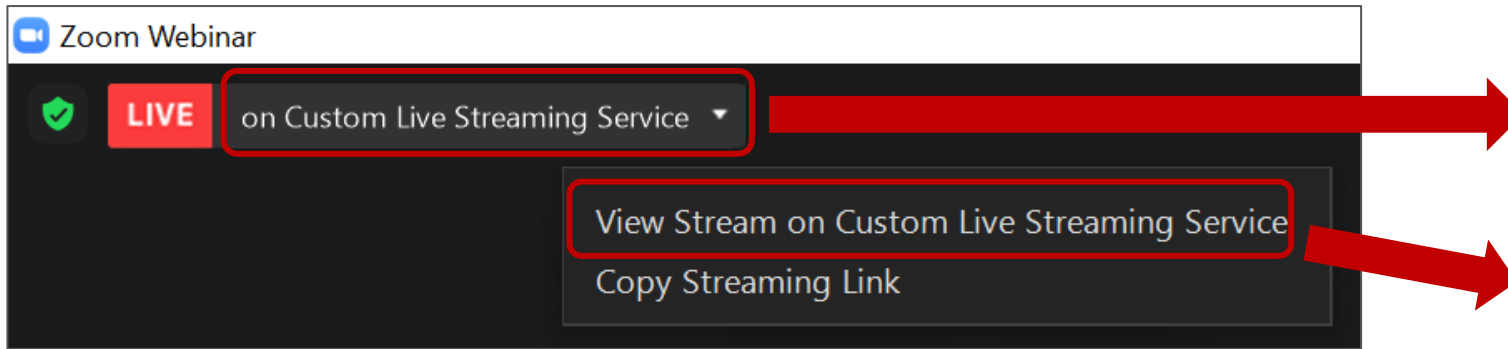 Zoom Webinar
LIVE on Custom Live Streaming Service
View Stream on Custom Live Streaming Service
Copy Streaming Link